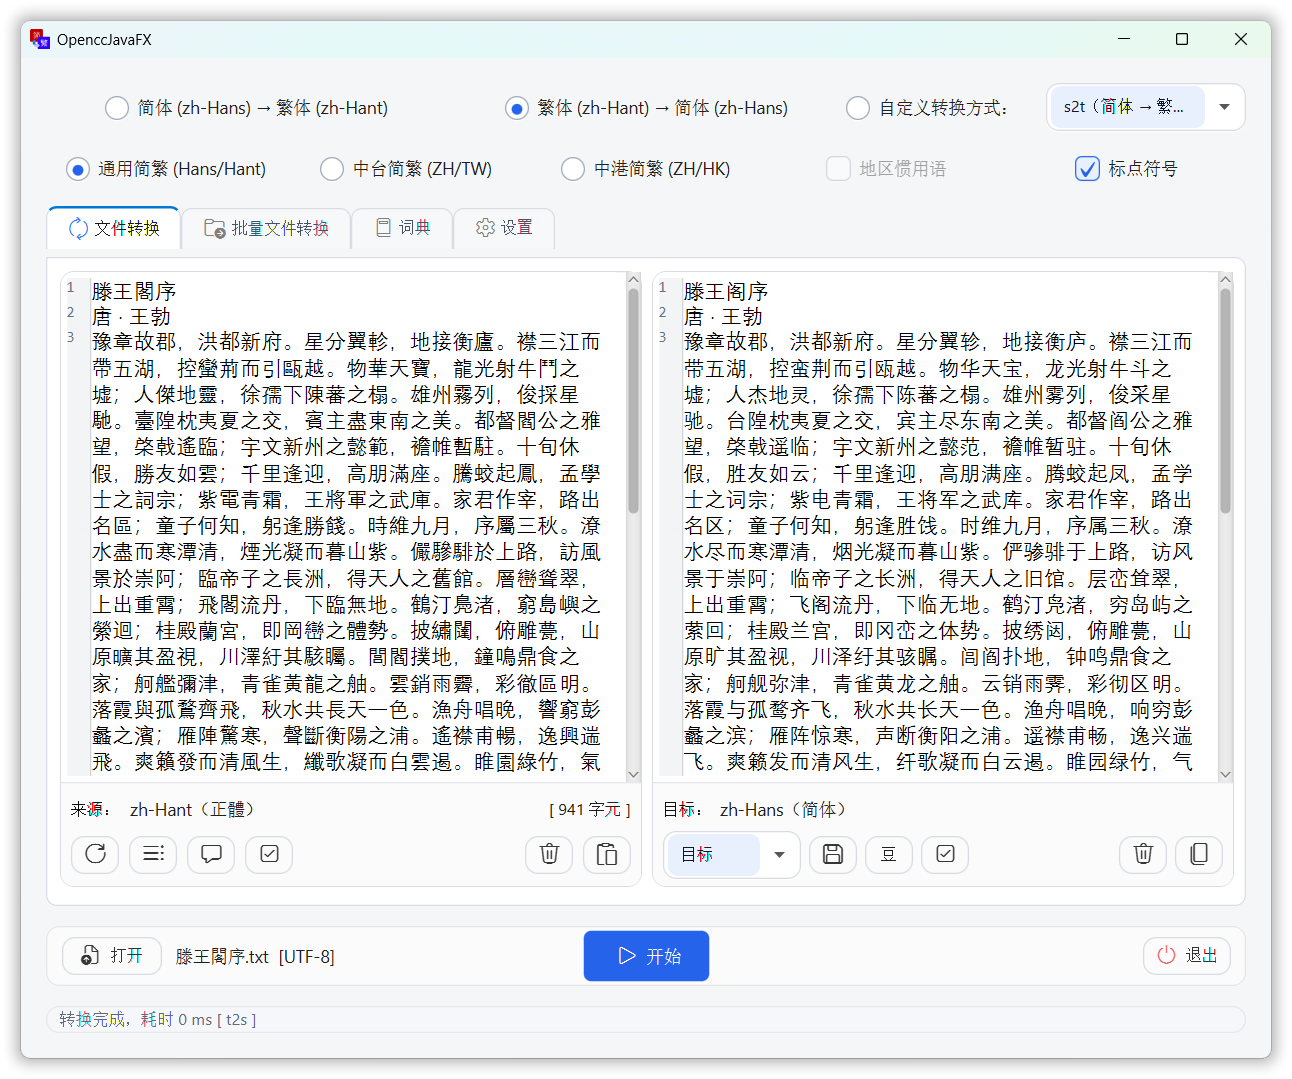 OpenccJavaFX
简体 (zh-Hans) → 繁体 (zh-Hant)
繁体 (zh-Hant) → 简体 (zh-Hans)
自定义转换方式：
s2t（简体 → 繁...
通用简繁 (Hans/Hant)
中台简繁 (ZH/TW)
中港简繁 (ZH/HK)
地区惯用语
标点符号
文件转换
批量文件转换
词典
设置
1 滕王閣序
2 唐 · 王勃
3 豫章故郡，洪都新府。星分翼軫，地接衡廬。襟三江而
帶五湖，控蠻荊而引甌越。物華天寶，龍光射牛鬥之
墟；人傑地靈，徐孺下陳蕃之榻。雄州霧列，俊採星
馳。臺隍枕夷夏之交，賓主盡東南之美。都督閻公之雅
望，棨戟遙臨；宇文新州之懿範，襜帷暫駐。十旬休
假，勝友如雲；千里逢迎，高朋滿座。騰蛟起鳳，孟學
士之詞宗；紫電青霜，王將軍之武庫。家君作宰，路出
名區；童子何知，躬逢勝餞。時維九月，序屬三秋。潦
水盡而寒潭清，煙光凝而暮山紫。儼驂騑於上路，訪風
景於崇阿；臨帝子之長洲，得天人之舊館。層巒聳翠，
上出重霄；飛閣流丹，下臨無地。鶴汀鳧渚，窮島嶼之
縈迴；桂殿蘭宮，即岡巒之體勢。披繡闥，俯雕甍，山
原曠其盈視，川澤紆其駭矚。閭閻撲地，鐘鳴鼎食之
家；舸艦彌津，青雀黃龍之舳。雲銷雨霽，彩徹區明。
落霞與孤鶩齊飛，秋水共長天一色。漁舟唱晚，響窮彭
蠡之濱；雁陣驚寒，聲斷衡陽之浦。遙襟甫暢，逸興遄
飛。爽籟發而清風生，纖歌凝而白雲遏。睢園綠竹，氣
1 滕王阁序
2 唐 · 王勃
3 豫章故郡，洪都新府。星分翼轸，地接衡庐。襟三江而
带五湖，控蛮荆而引瓯越。物华天宝，龙光射牛斗之
墟；人杰地灵，徐孺下陈蕃之榻。雄州雾列，俊采星
驰。台隍枕夷夏之交，宾主尽东南之美。都督阎公之雅
望，棨戟遥临；宇文新州之懿范，襜帷暂驻。十旬休
假，胜友如云；千里逢迎，高朋满座。腾蛟起凤，孟学
士之词宗；紫电青霜，王将军之武库。家君作宰，路出
名区；童子何知，躬逢胜饯。时维九月，序属三秋。潦
水尽而寒潭清，烟光凝而暮山紫。俨骖騑于上路，访风
景于崇阿；临帝子之长洲，得天人之旧馆。层峦耸翠，
上出重霄；飞阁流丹，下临无地。鹤汀凫渚，穷岛屿之
萦回；桂殿兰宫，即冈峦之体势。披绣闼，俯雕甍，山
原旷其盈视，川泽纡其骇瞩。闾阎扑地，钟鸣鼎食之
家；舸舰弥津，青雀黄龙之舳。云销雨霁，彩彻区明。
落霞与孤鹜齐飞，秋水共长天一色。渔舟唱晚，响穷彭
蠡之滨；雁阵惊寒，声断衡阳之浦。遥襟甫畅，逸兴遄
飞。爽籁发而清风生，纤歌凝而白云遏。睢园绿竹，气
来源： zh-Hant（正體） [ 941 字元 ]
目标： zh-Hans（简体）
目标
豆
打开
滕王閣序.txt [UTF-8]
开始
退出
转换完成，耗时 0 ms [ t2s ]